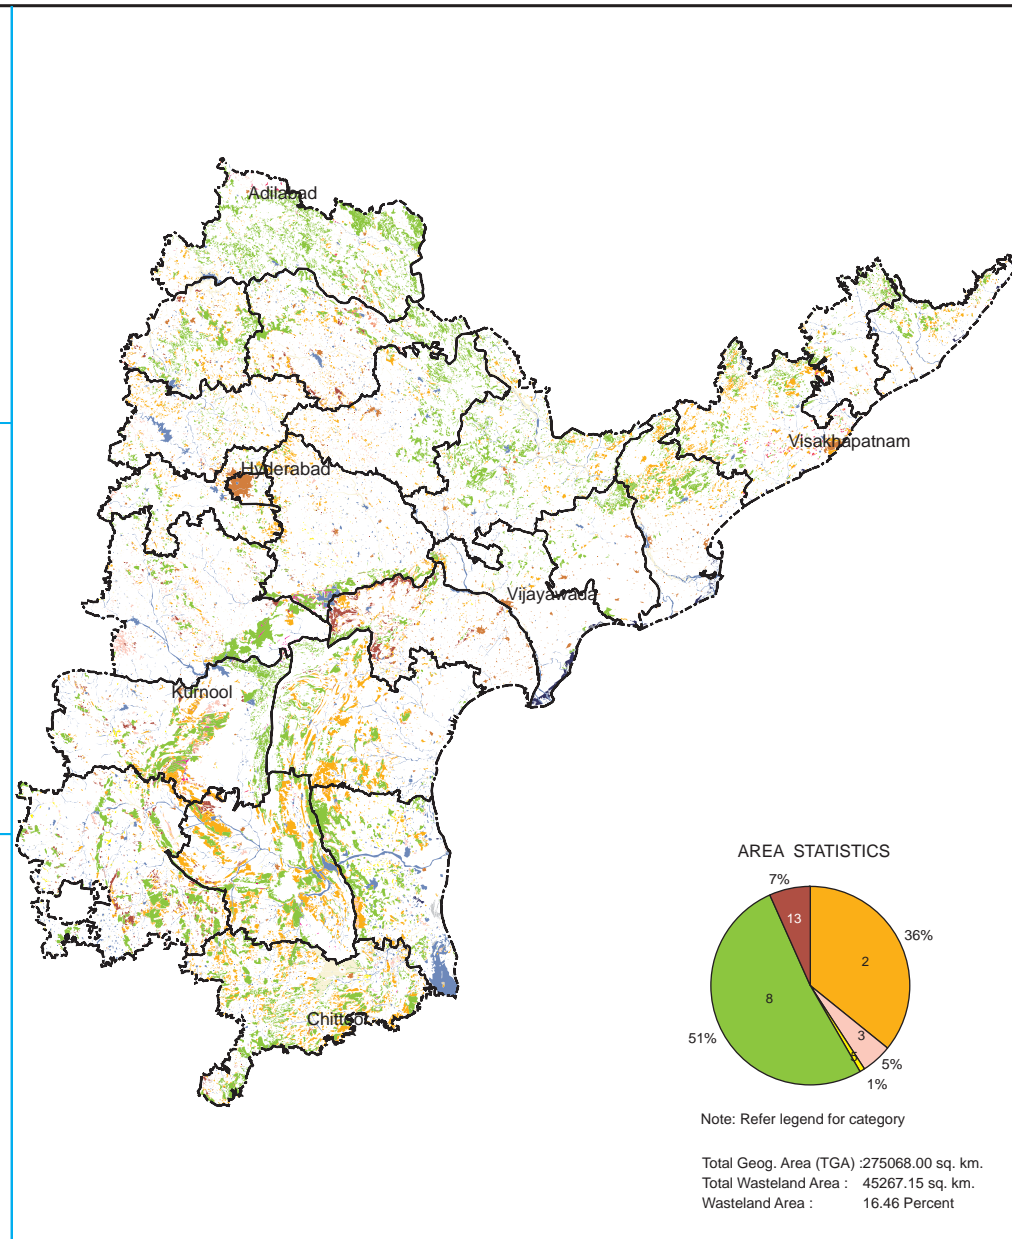 Adilabad
Visakhapatnam
Hyderabad
Vijayawada
Kurnool
Chittoor
AREA STATISTICS
7%
13
36%
2
8
3
51%
5
5%
1%
Note: Refer legend for category
Total Geog. Area (TGA) :275068.00 sq. km.
Total Wasteland Area : 45267.15 sq. km.
Wasteland Area : 16.46 Percent